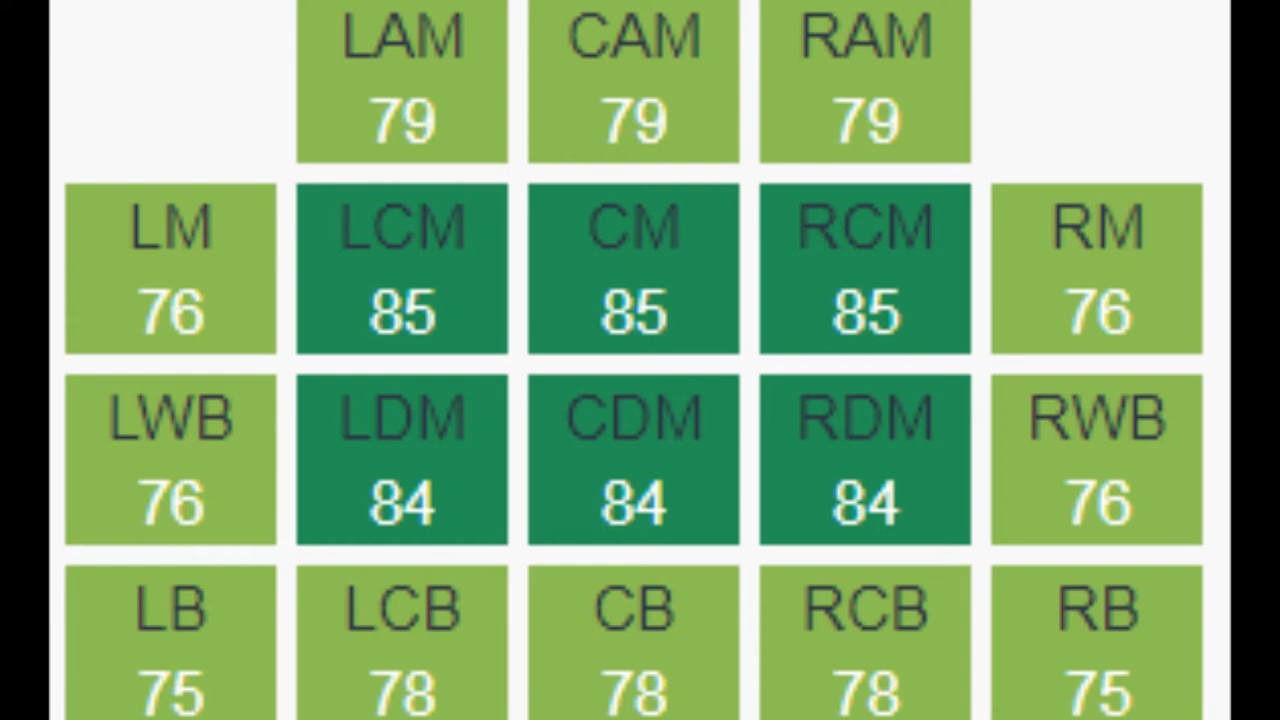 LAM CAM RAM
79 79 79
LM LCM CM RCM RM
76 85 85 85 76
LWB LDM CDM RDM RWB
76 84 84 84 76
LB LCB CB RCB RB
75 78 78 78 75